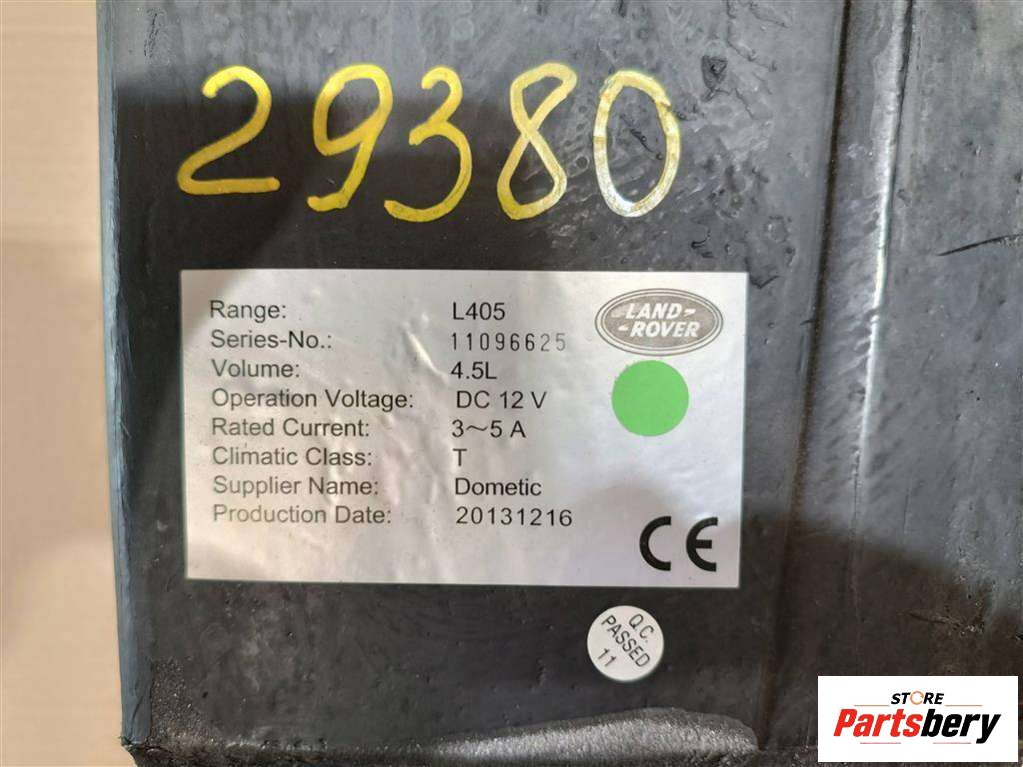 29380
Range: L405
Series-No.: 11096625
Volume: 4.5L
Operation Voltage: DC 12 V
Rated Current: 3～5 A
Climatic Class: T
Supplier Name: Dometic
Production Date: 20131216
LAND-
-ROVER
CE
Q.C.
PASSED
11
STORE
Partsbery